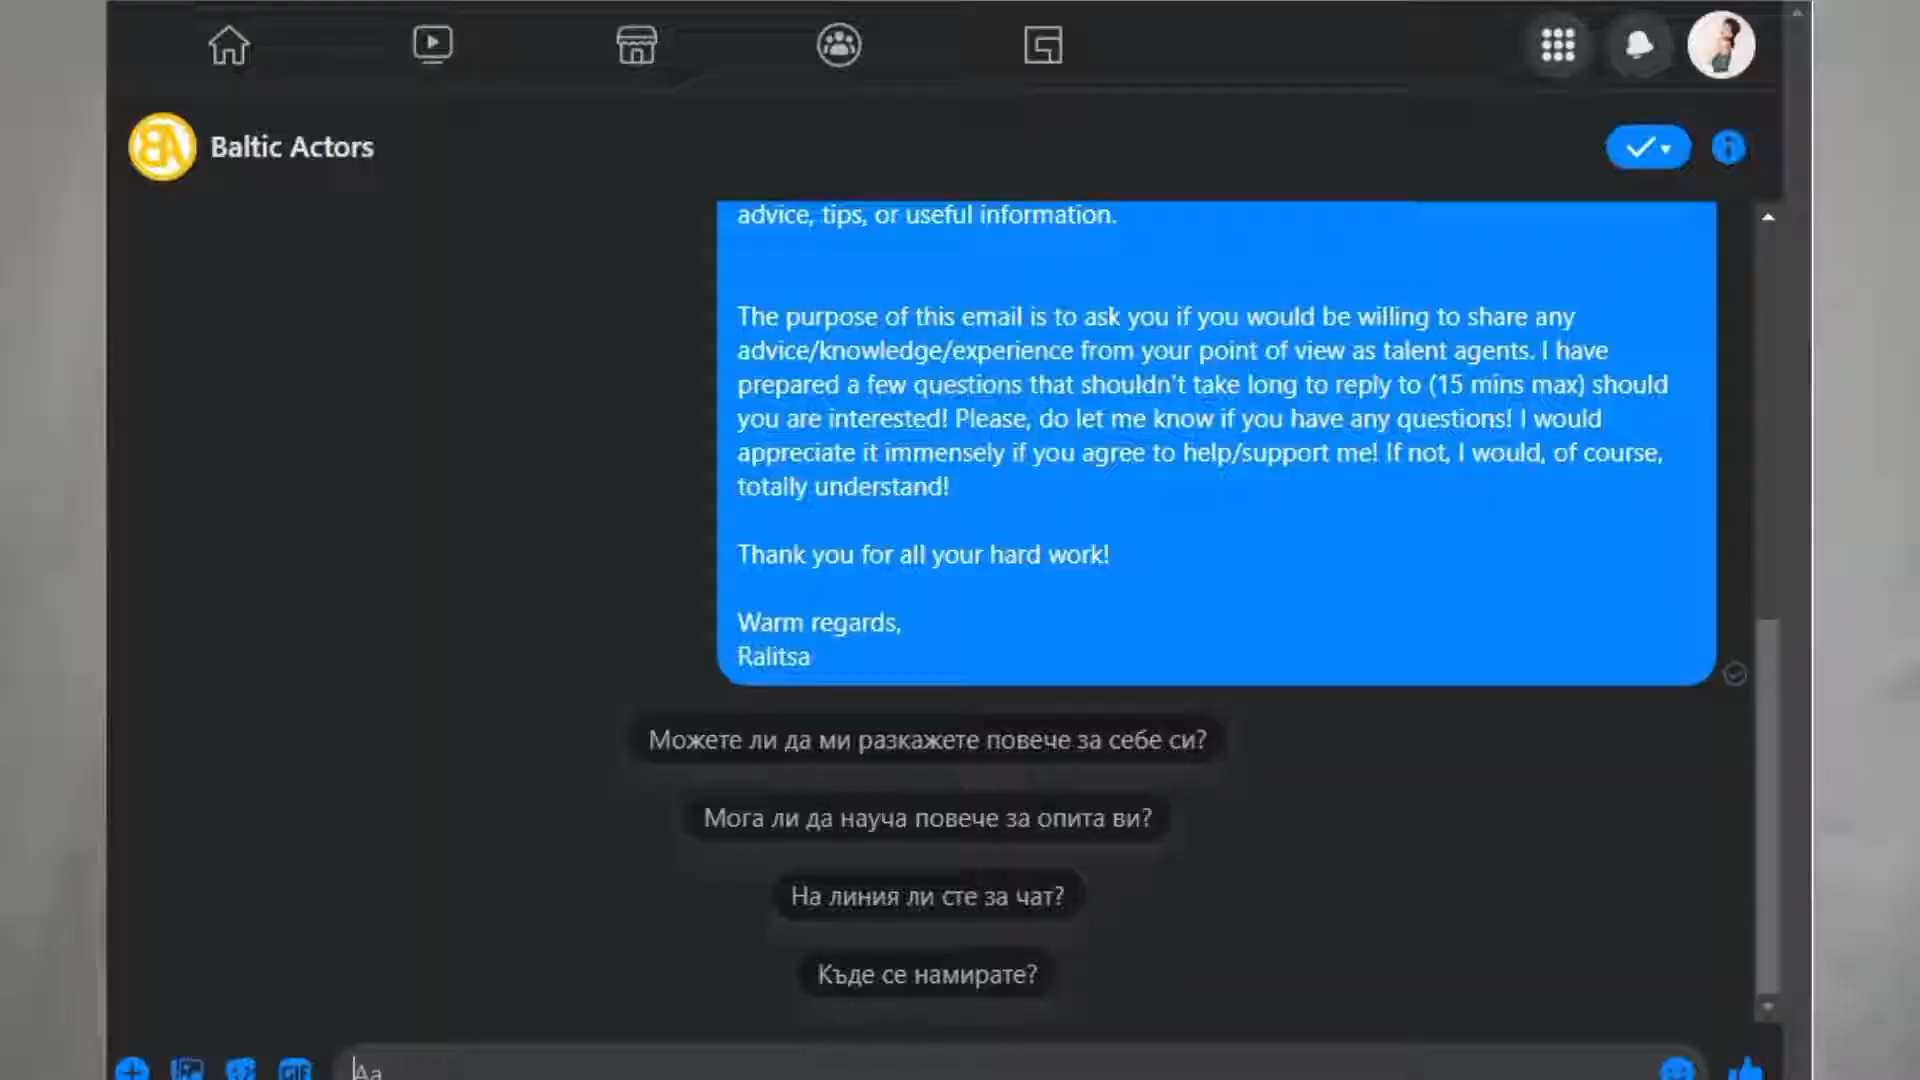 BA
Baltic Actors
advice, tips, or useful information.
The purpose of this email is to ask you if you would be willing to share any
advice/knowledge/experience from your point of view as talent agents. I have
prepared a few questions that shouldn't take long to reply to (15 mins max) should
you are interested! Please, do let me know if you have any questions! I would
appreciate it immensely if you agree to help/support me! If not, I would, of course,
totally understand!
Thank you for all your hard work!
Warm regards,
Ralitsa
Можете ли да ми разкажете повече за себе си?
Мога ли да науча повече за опита ви?
На линия ли сте за чат?
Къде се намирате?
GIF
Aa